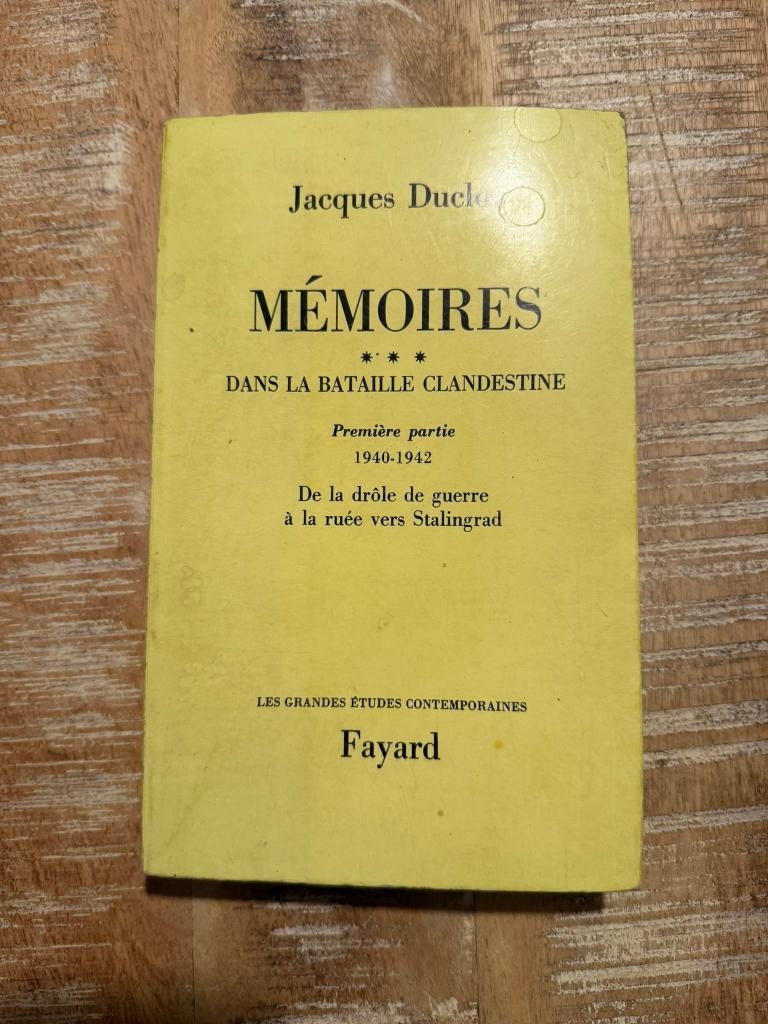 Jacques Duclos
MÉMOIRES
★ ★ ★
DANS LA BATAILLE CLANDESTINE
Première partie
1940-1942
De la drôle de guerre
à la ruée vers Stalingrad
LES GRANDES ÉTUDES CONTEMPORAINES
Fayard